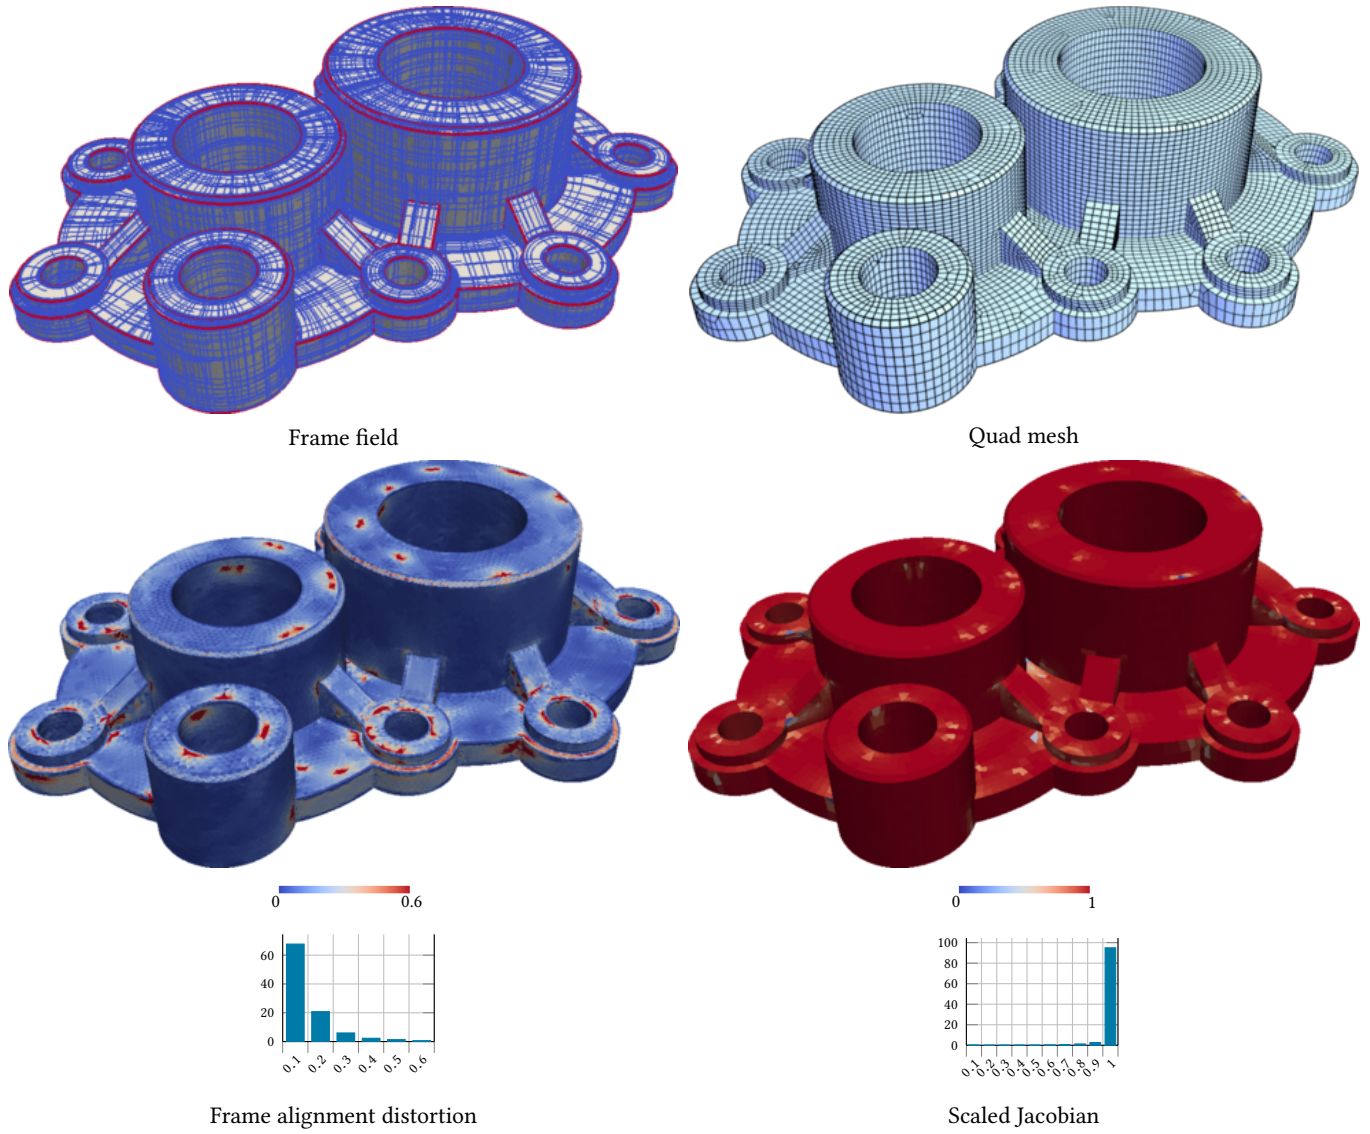 Frame field
Quad mesh
0 0.6
0 1
60
40
20
0
0.1 0.2 0.3 0.4 0.5 0.6
100
80
60
40
20
0
0.1 0.2 0.3 0.4 0.5 0.6 0.7 0.8 0.9 1
Frame alignment distortion
Scaled Jacobian